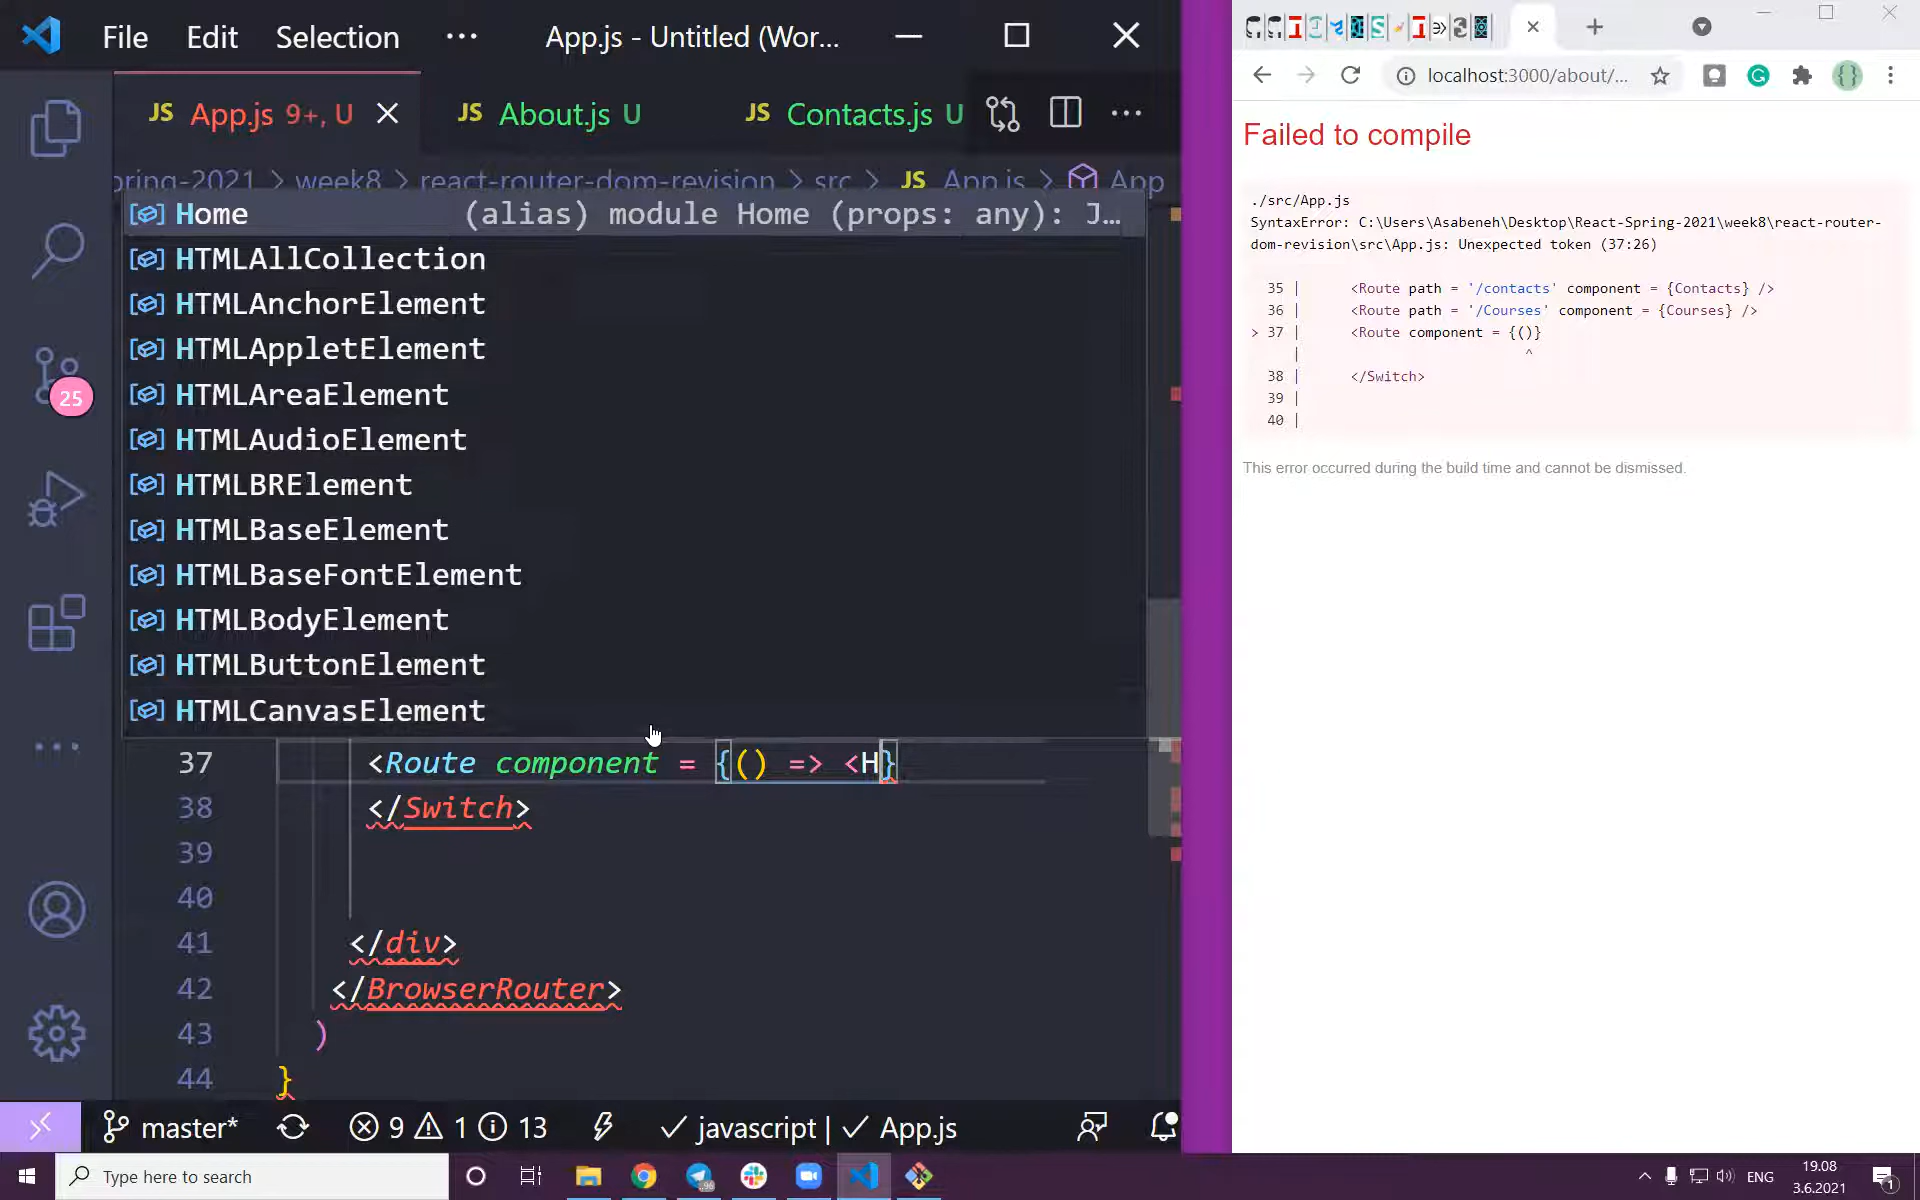 File Edit Selection ··· App.js - Untitled (Wor...
JS App.js 9+, U JS About.js U JS Contacts.js U
pring-2021 > week8 > react-router-dom-revision > src > JS App.js > App
Home (alias) module Home (props: any): J…
HTMLAllCollection
HTMLAnchorElement
HTMLAppletElement
HTMLAreaElement
HTMLAudioElement
HTMLBRElement
HTMLBaseElement
HTMLBaseFontElement
HTMLBodyElement
HTMLButtonElement
HTMLCanvasElement
37 <Route component = {() => <H}
38 </Switch>
39
40
41 </div>
42 </BrowserRouter>
43 )
44 }
25
master* 9 1 13 javascript | App.js
localhost:3000/about/...
Failed to compile
./src/App.js
SyntaxError: C:\Users\Asabeneh\Desktop\React-Spring-2021\week8\react-router-
dom-revision\src\App.js: Unexpected token (37:26)
35 | <Route path = '/contacts' component = {Contacts} />
36 | <Route path = '/Courses' component = {Courses} />
> 37 | <Route component = {()}
| ^
38 | </Switch>
39 |
40 |
This error occurred during the build time and cannot be dismissed.
Type here to search
ENG
19.08
3.6.2021
1